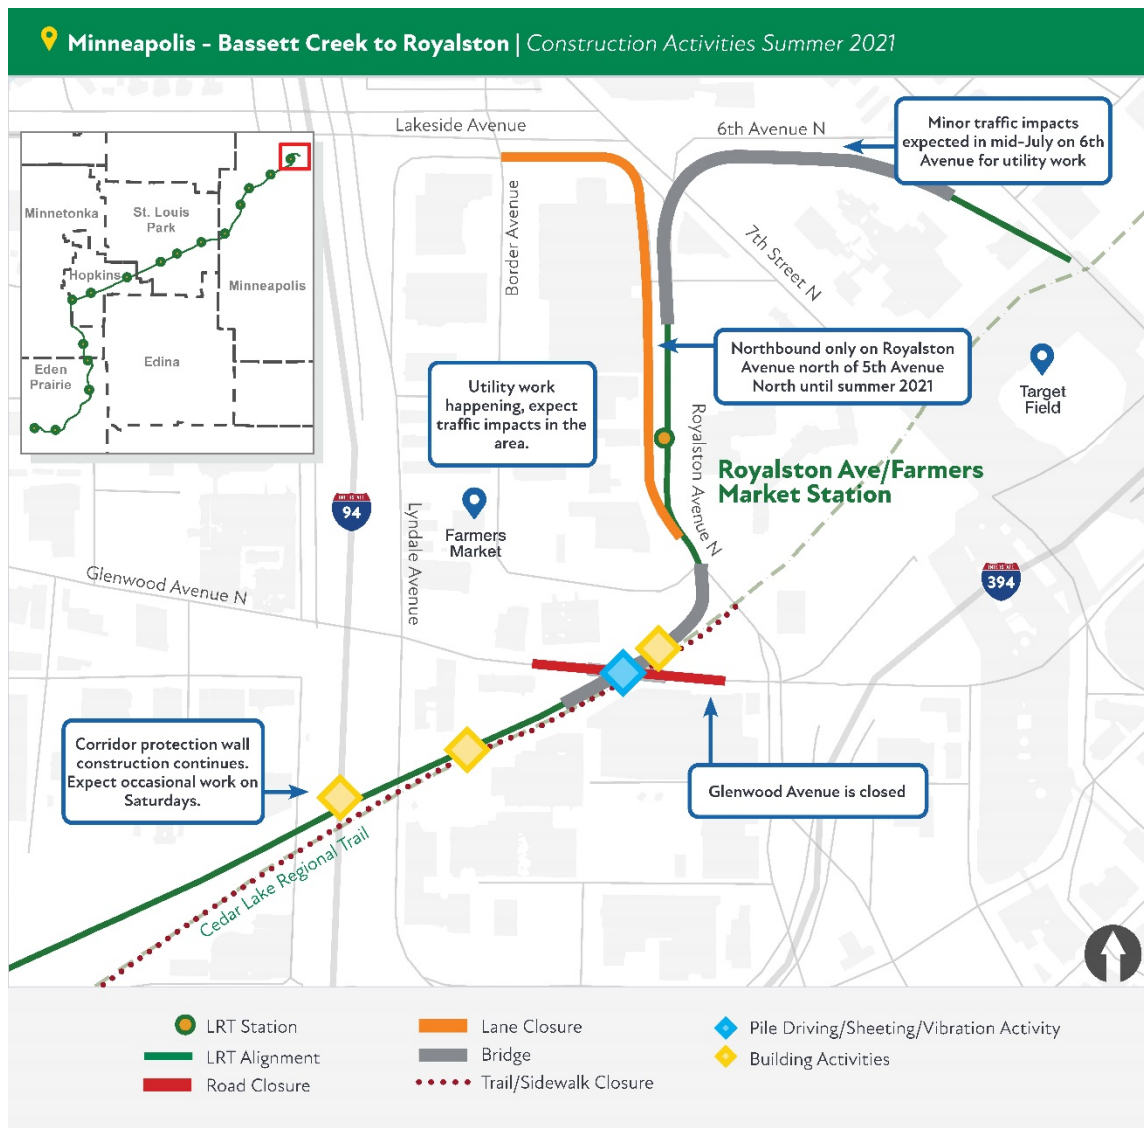 Minneapolis - Bassett Creek to Royalston | Construction Activities Summer 2021
Lakeside Avenue
6th Avenue N
Minor traffic impacts
expected in mid-July on 6th
Avenue for utility work
Minnetonka
St. Louis
Park
Hopkins
Minneapolis
Edina
Eden
Prairie
Border Avenue
7th Street N
Northbound only on Royalston
Avenue north of 5th Avenue
North until summer 2021
Target
Field
Utility work
happening, expect
traffic impacts in the
area.
Royalston Avenue N
Royalston Ave/Farmers
Market Station
94
Lyndale Avenue
Farmers
Market
394
Glenwood Avenue N
Corridor protection wall
construction continues.
Expect occasional work on
Saturdays.
Glenwood Avenue is closed
Cedar Lake Regional Trail
LRT Station
LRT Alignment
Road Closure
Lane Closure
Bridge
Trail/Sidewalk Closure
Pile Driving/Sheeting/Vibration Activity
Building Activities